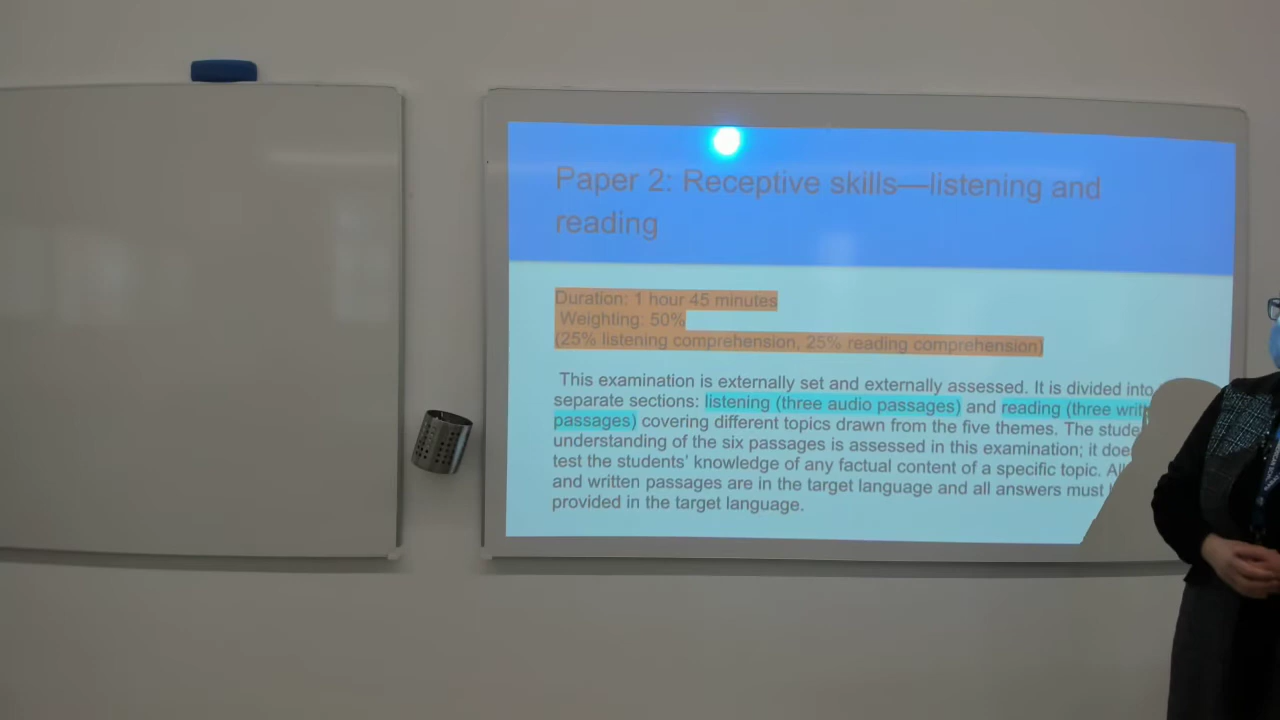 Paper 2: Receptive skills—listening and
reading
Duration: 1 hour 45 minutes
Weighting: 50%
(25% listening comprehension, 25% reading comprehension)
This examination is externally set and externally assessed. It is divided into
separate sections: listening (three audio passages) and reading (three
passages) covering different topics drawn from the five themes. The
understanding of the six passages is assessed in this examination; it
test the students' knowledge of any factual content of a specific topic.
and written passages are in the target language and all answers must
provided in the target language.